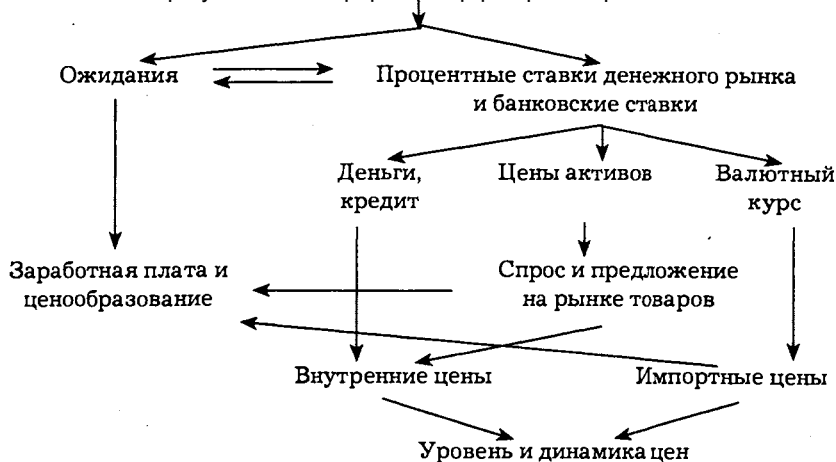 Ожидания
Процентные ставки денежного рынка
и банковские ставки
Деньги,
кредит
Цены активов
Валютный
курс
Заработная плата и
ценообразование
Спрос и предложение
на рынке товаров
Внутренние цены
Импортные цены
Уровень и динамика цен